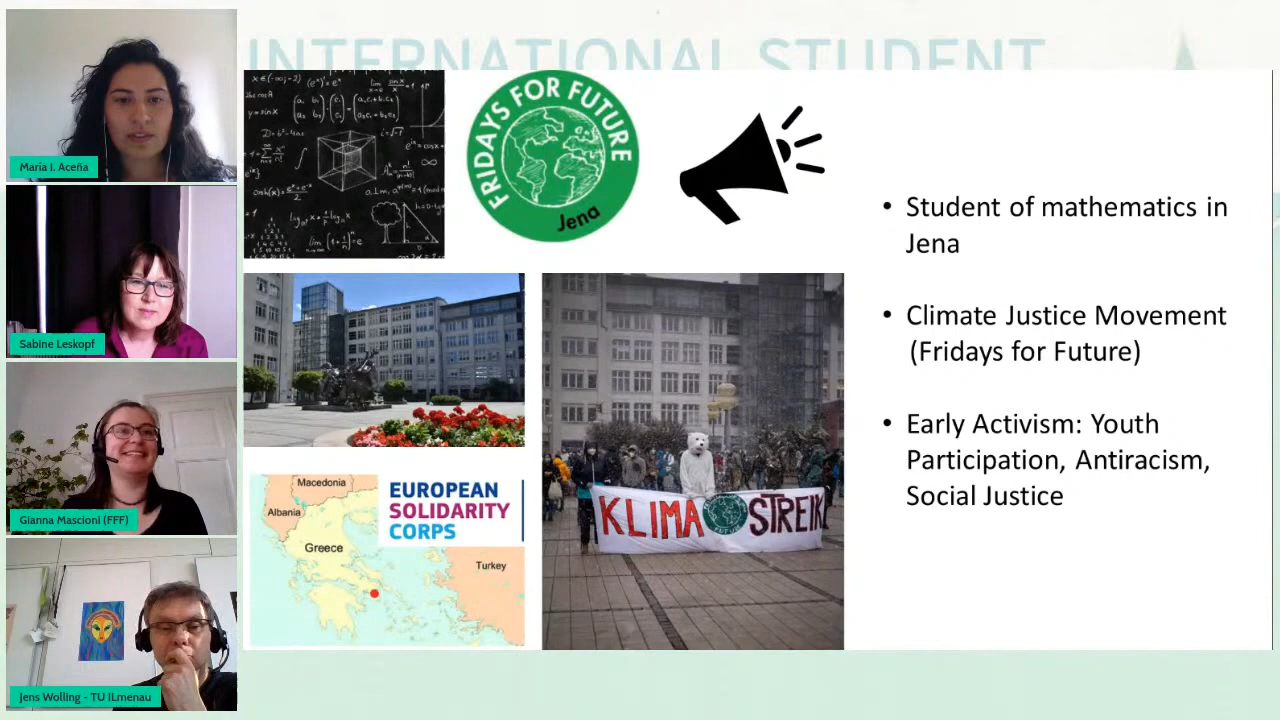 INTERNATIONAL STUDENT
Maria I. Aceña
Sabine Leskopf
Gianna Mascioni (FFF)
Jens Wolling - TU ILmenau
FRIDAYS FOR FUTURE
Jena
KLIMA STREIK
Macedonia
Albania
Greece
Turkey
EUROPEAN
SOLIDARITY
CORPS
• Student of mathematics in
Jena
• Climate Justice Movement
(Fridays for Future)
• Early Activism: Youth
Participation, Antiracism,
Social Justice